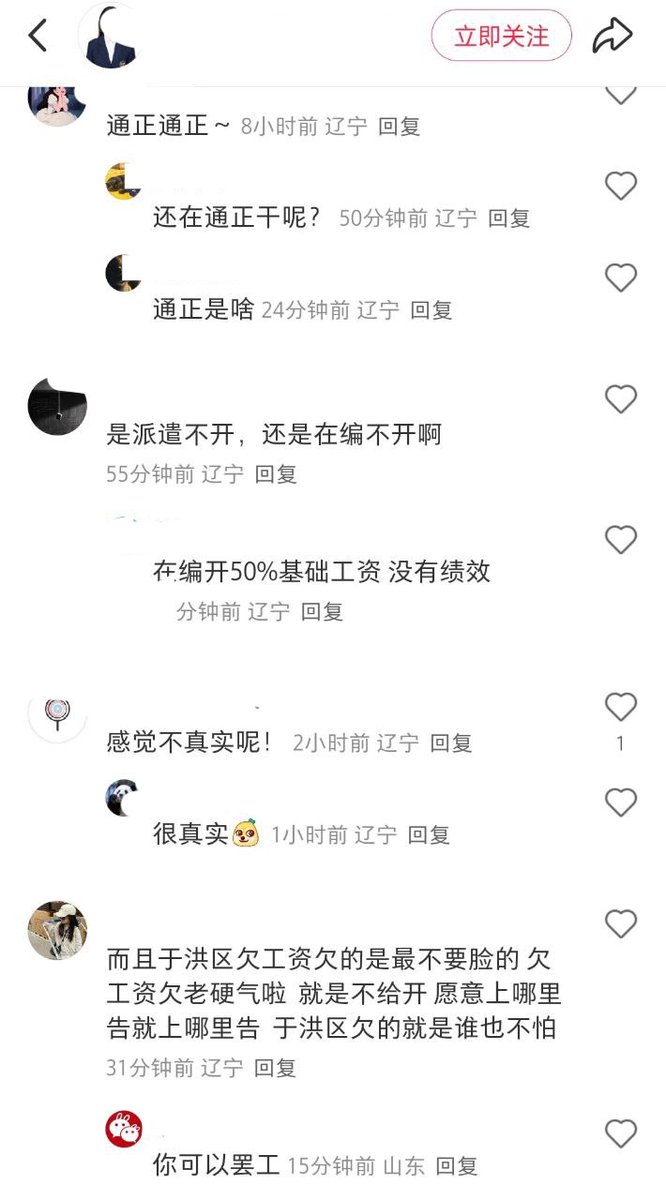 立即关注
通正通正～ 8小时前 辽宁 回复
还在通正干呢？ 50分钟前 辽宁 回复
通正是啥 24分钟前 辽宁 回复
是派遣不开，还是在编不开啊
55分钟前 辽宁 回复
在编开50%基础工资 没有绩效
分钟前 辽宁 回复
感觉不真实呢！ 2小时前 辽宁 回复
1
很真实 1小时前 辽宁 回复
而且于洪区欠工资欠的是最不要脸的 欠
工资欠老硬气啦 就是不给开 愿意上哪里
告就上哪里告 于洪区欠的就是谁也不怕
31分钟前 辽宁 回复
你可以罢工 15分钟前 山东 回复